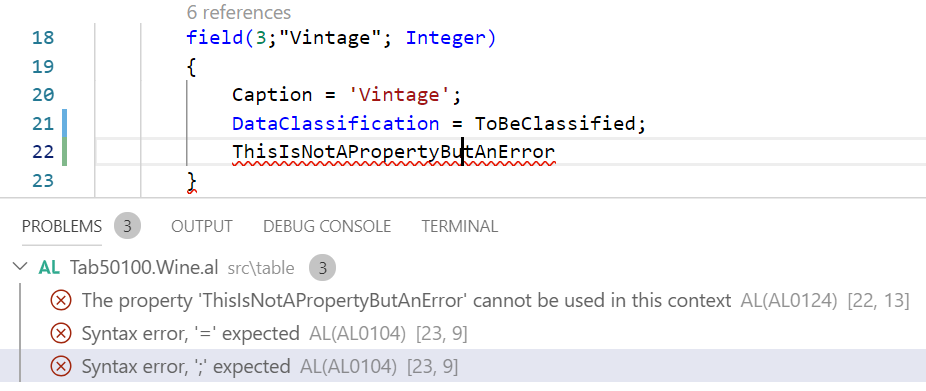 6 references
18 field(3;"Vintage"; Integer)
19 {
20 Caption = 'Vintage';
21 DataClassification = ToBeClassified;
22 ThisIsNotAPropertyButAnError
23 }
PROBLEMS 3 OUTPUT DEBUG CONSOLE TERMINAL
AL Tab50100.Wine.al src\table 3
The property 'ThisIsNotAPropertyButAnError' cannot be used in this context AL(AL0124) [22, 13]
Syntax error, '=' expected AL(AL0104) [23, 9]
Syntax error, ';' expected AL(AL0104) [23, 9]